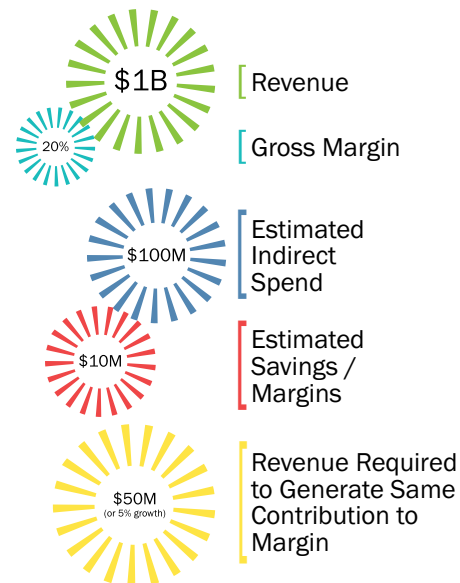 $1B
Revenue
20%
Gross Margin
$100M
Estimated
Indirect
Spend
$10M
Estimated
Savings /
Margins
$50M
(or 5% growth)
Revenue Required
to Generate Same
Contribution to
Margin